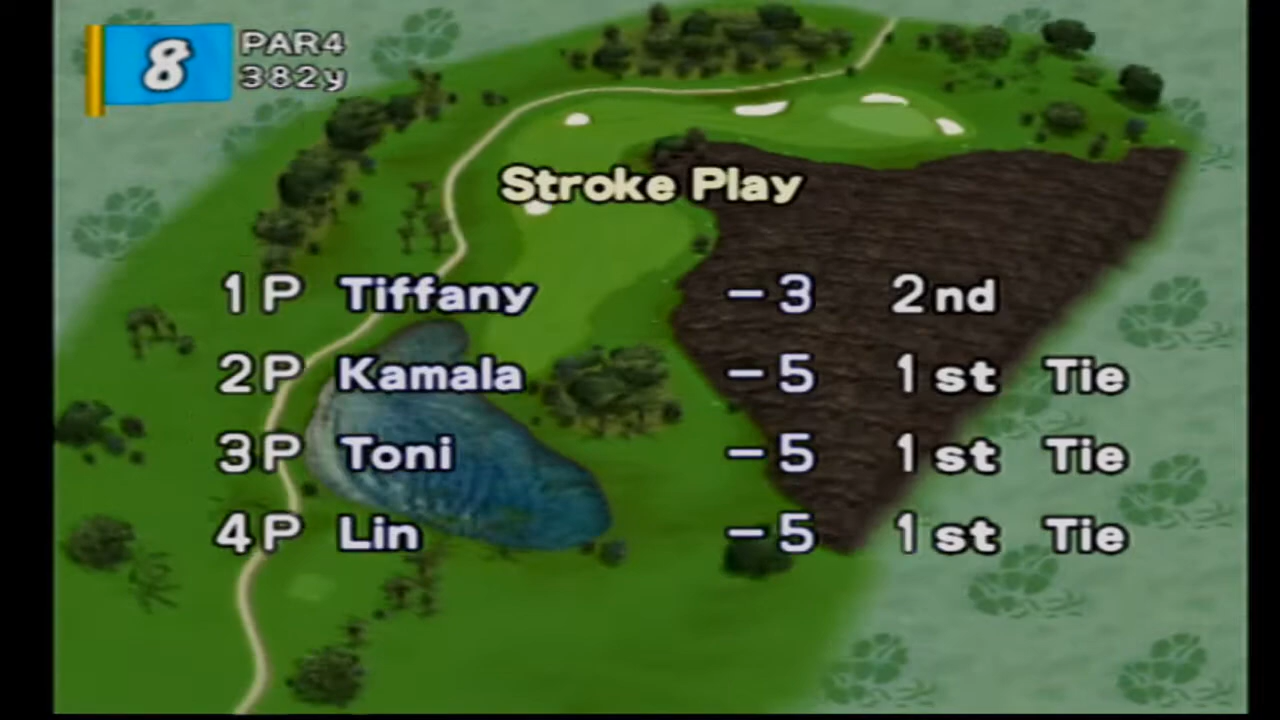 8
PAR4
382y
Stroke Play
1P Tiffany -3 2nd
2P Kamala -5 1st Tie
3P Toni -5 1st Tie
4P Lin -5 1st Tie